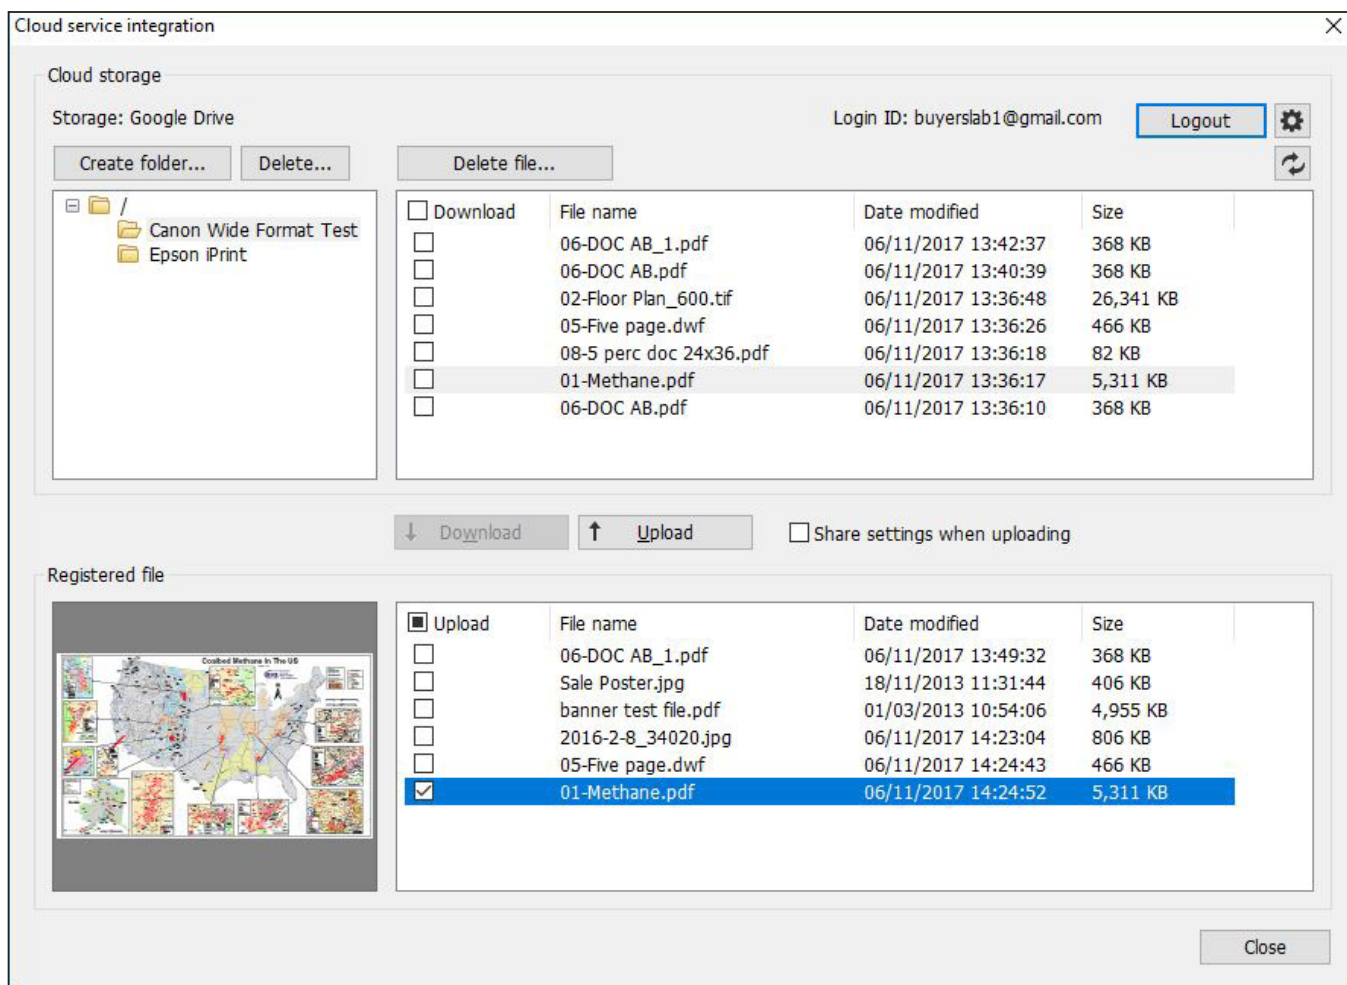 Cloud service integration
Cloud storage
Storage: Google Drive
Login ID: buyerslab1@gmail.com
Logout
Create folder...
Delete...
Delete file...
/
Canon Wide Format Test
Epson iPrint
Download File name Date modified Size
06-DOC AB_1.pdf 06/11/2017 13:42:37 368 KB
06-DOC AB.pdf 06/11/2017 13:40:39 368 KB
02-Floor Plan_600.tif 06/11/2017 13:36:48 26,341 KB
05-Five page.dwf 06/11/2017 13:36:26 466 KB
08-5 perc doc 24x36.pdf 06/11/2017 13:36:18 82 KB
01-Methane.pdf 06/11/2017 13:36:17 5,311 KB
06-DOC AB.pdf 06/11/2017 13:36:10 368 KB
Download
Upload
Share settings when uploading
Registered file
Coalbed Methane In The US
Upload File name Date modified Size
06-DOC AB_1.pdf 06/11/2017 13:49:32 368 KB
Sale Poster.jpg 18/11/2013 11:31:44 406 KB
banner test file.pdf 01/03/2013 10:54:06 4,955 KB
2016-2-8_34020.jpg 06/11/2017 14:23:04 806 KB
05-Five page.dwf 06/11/2017 14:24:43 466 KB
01-Methane.pdf 06/11/2017 14:24:52 5,311 KB
Close